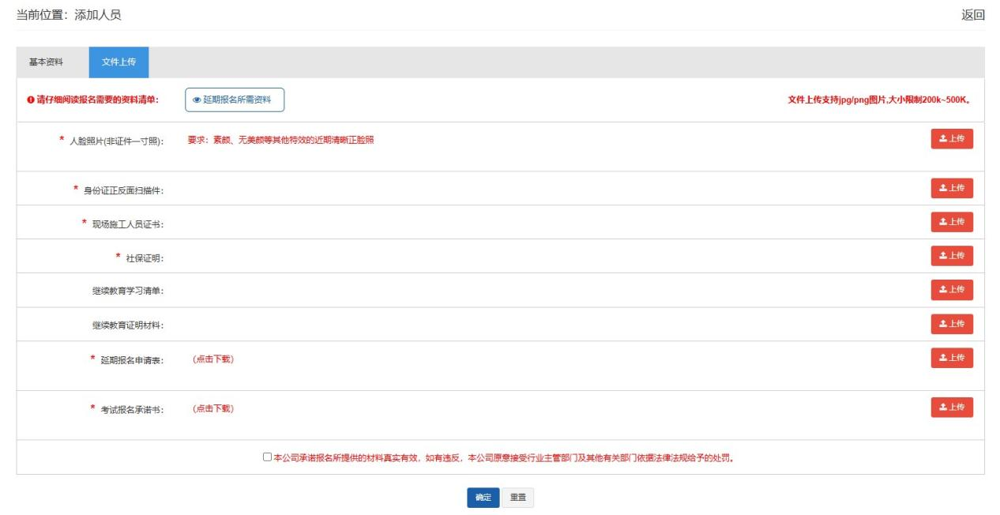 当前位置：添加人员 返回
基本资料 文件上传
请仔细阅读报名需要的资料清单： 延期报名所需资料 文件上传支持jpg/png图片,大小限制200k~500K。
* 人脸照片(非证件一寸照)： 要求：素颜、无美颜等其他特效的近期清晰正脸照 上传
* 身份证正反面扫描件： 上传
* 现场施工人员证书： 上传
* 社保证明： 上传
继续教育学习清单： 上传
继续教育证明材料： 上传
* 延期报名申请表： （点击下载） 上传
* 考试报名承诺书： （点击下载） 上传
本公司承诺报名所提供的材料真实有效，如有违反，本公司愿意接受行业主管部门及其他有关部门依据法律法规给予的处罚。
确定 重置